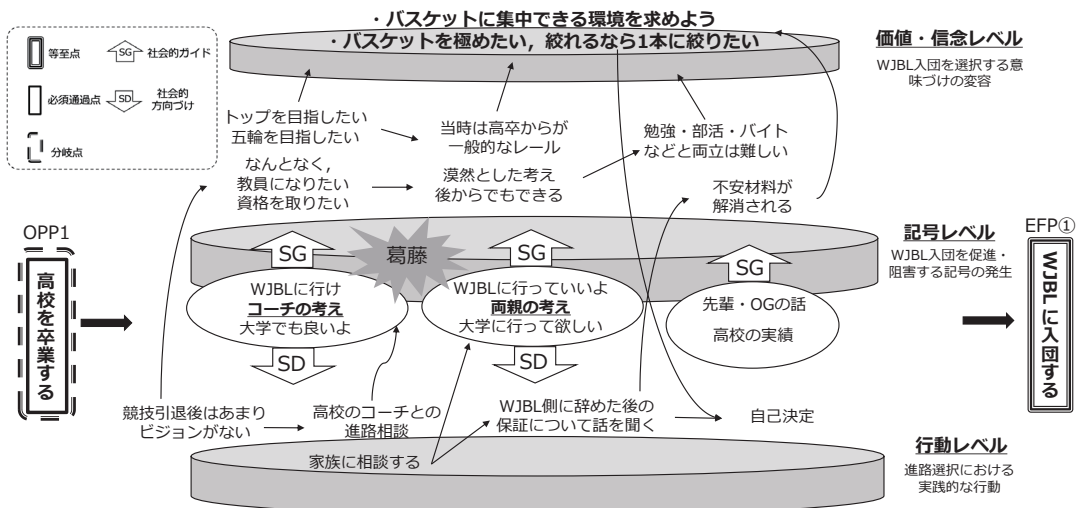 ・バスケットに集中できる環境を求めよう
・バスケットを極めたい，絞れるなら1本に絞りたい
等至点
SG
社会的ガイド
必須通過点
SD
社会的
方向づけ
分岐点
価値・信念レベル
WJBL入団を選択する意
味づけの変容
トップを目指したい
五輪を目指したい
当時は高卒からが
一般的なレール
勉強・部活・バイト
などと両立は難しい
なんとなく，
教員になりたい
資格を取りたい
漠然とした考え
後からでもできる
不安材料が
解消される
OPP1
高校を卒業する
記号レベル
WJBL入団を促進・
阻害する記号の発生
EFP①
WJBLに入団する
SG
葛藤
SG
SG
WJBLに行け
コーチの考え
大学でも良いよ
WJBLに行っていいよ
両親の考え
大学に行って欲しい
先輩・OGの話
高校の実績
SD
SD
競技引退後はあまり
ビジョンがない
高校のコーチとの
進路相談
WJBL側に辞めた後の
保証について話を聞く
自己決定
家族に相談する
行動レベル
進路選択における
実践的な行動